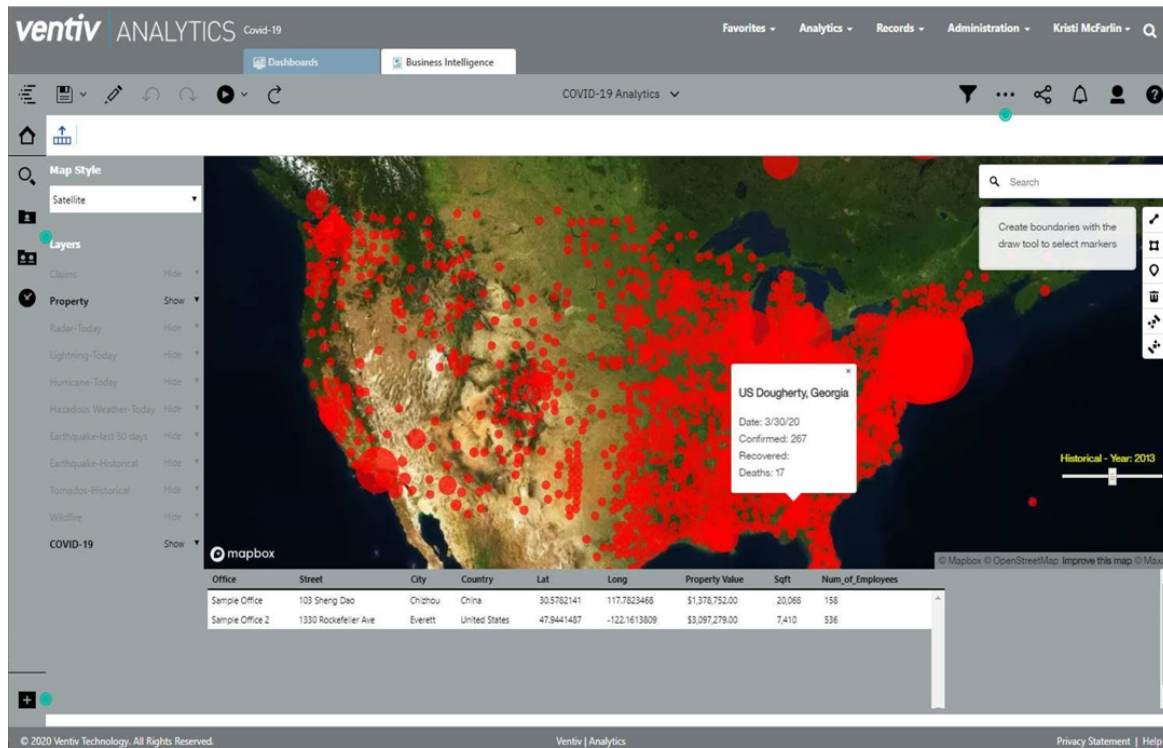 ventiv ANALYTICS Covid-19
Favorites Analytics Records Administration Kristi McFarlin
Dashboards Business Intelligence
COVID-19 Analytics
Map Style
Satellite
Layers
Claims Hide
Property Show
Radar-Today Hide
Lightning-Today Hide
Hurricane-Today Hide
Hazadous Weather-Today Hide
Earthquake-last 30 days Hide
Earthquake-Historical Hide
Tornados-Historical Hide
Wildfire Hide
COVID-19 Show
Search
Create boundaries with the
draw tool to select markers
US Dougherty, Georgia
Date: 3/30/20
Confirmed: 267
Recovered:
Deaths: 17
Historical - Year: 2013
mapbox
© Mapbox © OpenStreetMap Improve this map © Max
Office Street City Country Lat Long Property Value Sqft Num_of_Employees
Sample Office 103 Sheng Dao Chizhou China 30.5782141 117.7823468 $1,378,752.00 20,068 158
Sample Office 2 1330 Rockefeller Ave Everett United States 47.9441487 -122.1613809 $3,097,279.00 7,410 536
© 2020 Ventiv Technology. All Rights Reserved. Ventiv | Analytics Privacy Statement | Help